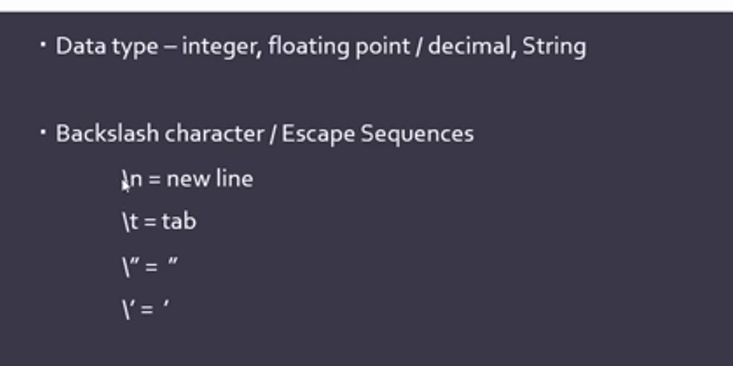 • Data type – integer, floating point / decimal, String
• Backslash character / Escape Sequences
\n = new line
\t = tab
\” = ”
\’ = ’